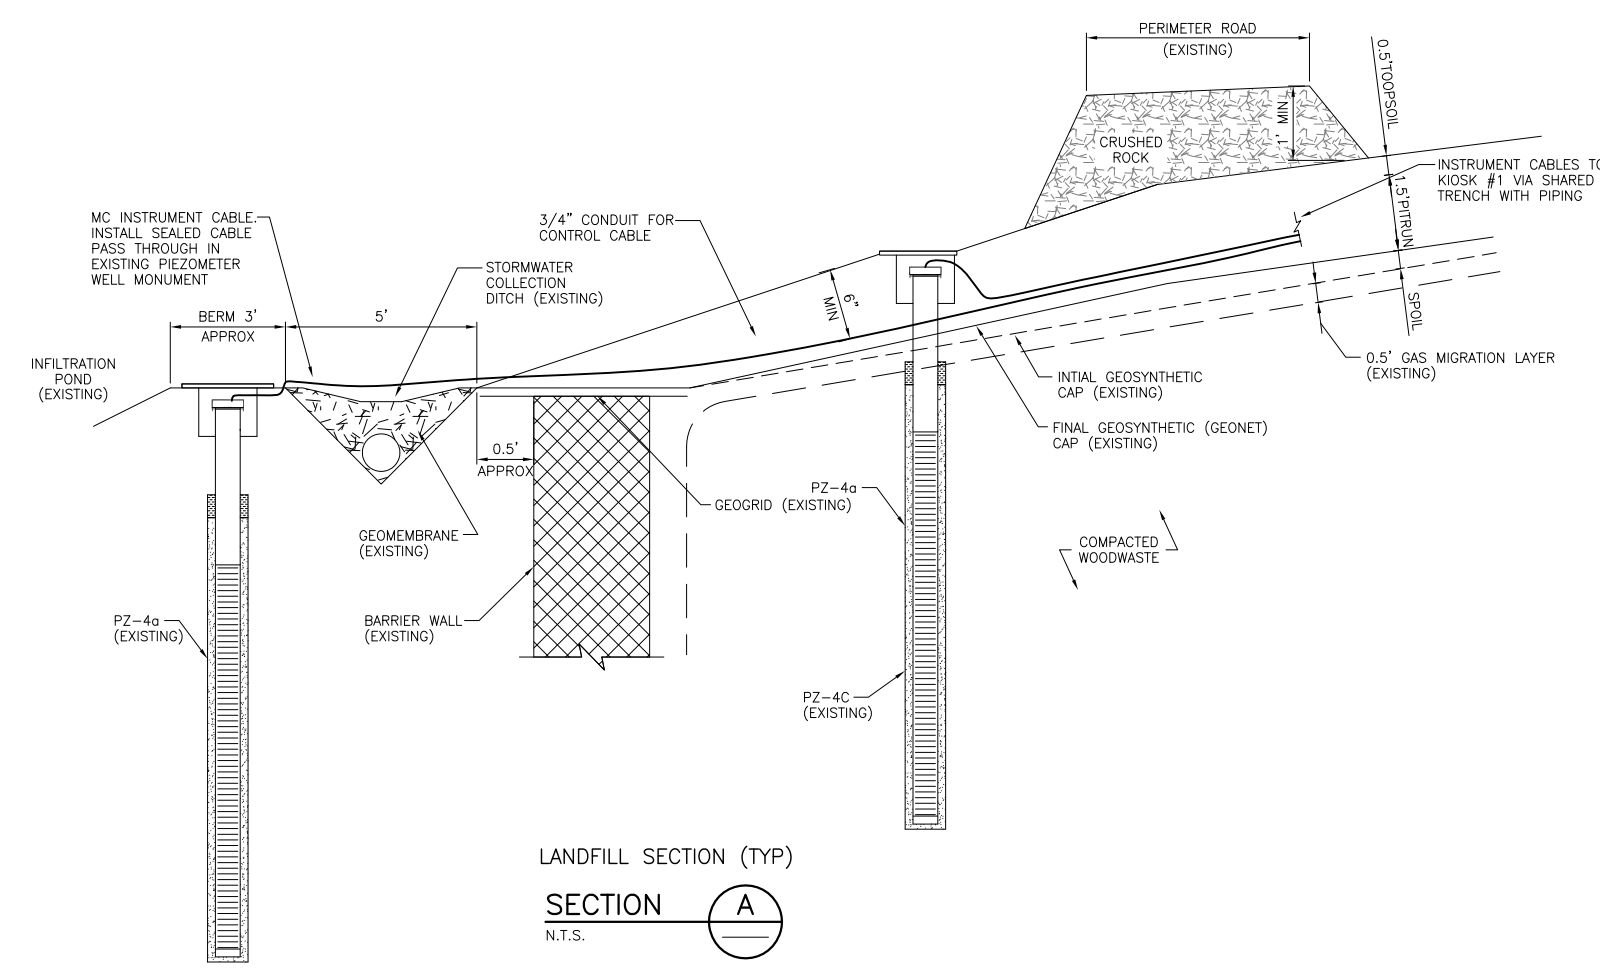 PERIMETER ROAD
(EXISTING)
0.5'TOOPSOIL
1' MIN
CRUSHED
ROCK
INSTRUMENT CABLES TO
KIOSK #1 VIA SHARED
TRENCH WITH PIPING
1.5'PITRUN
MC INSTRUMENT CABLE.
INSTALL SEALED CABLE
PASS THROUGH IN
EXISTING PIEZOMETER
WELL MONUMENT
3/4" CONDUIT FOR
CONTROL CABLE
STORMWATER
COLLECTION
DITCH (EXISTING)
6"
MIN
SPOIL
BERM 3'
APPROX
5'
INFILTRATION
POND
(EXISTING)
0.5' GAS MIGRATION LAYER
(EXISTING)
INTIAL GEOSYNTHETIC
CAP (EXISTING)
FINAL GEOSYNTHETIC (GEONET)
CAP (EXISTING)
0.5'
APPROX
PZ-4a
(EXISTING)
GEOGRID (EXISTING)
GEOMEMBRANE
(EXISTING)
COMPACTED
WOODWASTE
PZ-4a
(EXISTING)
BARRIER WALL
(EXISTING)
PZ-4C
(EXISTING)
LANDFILL SECTION (TYP)
SECTION
A
N.T.S.